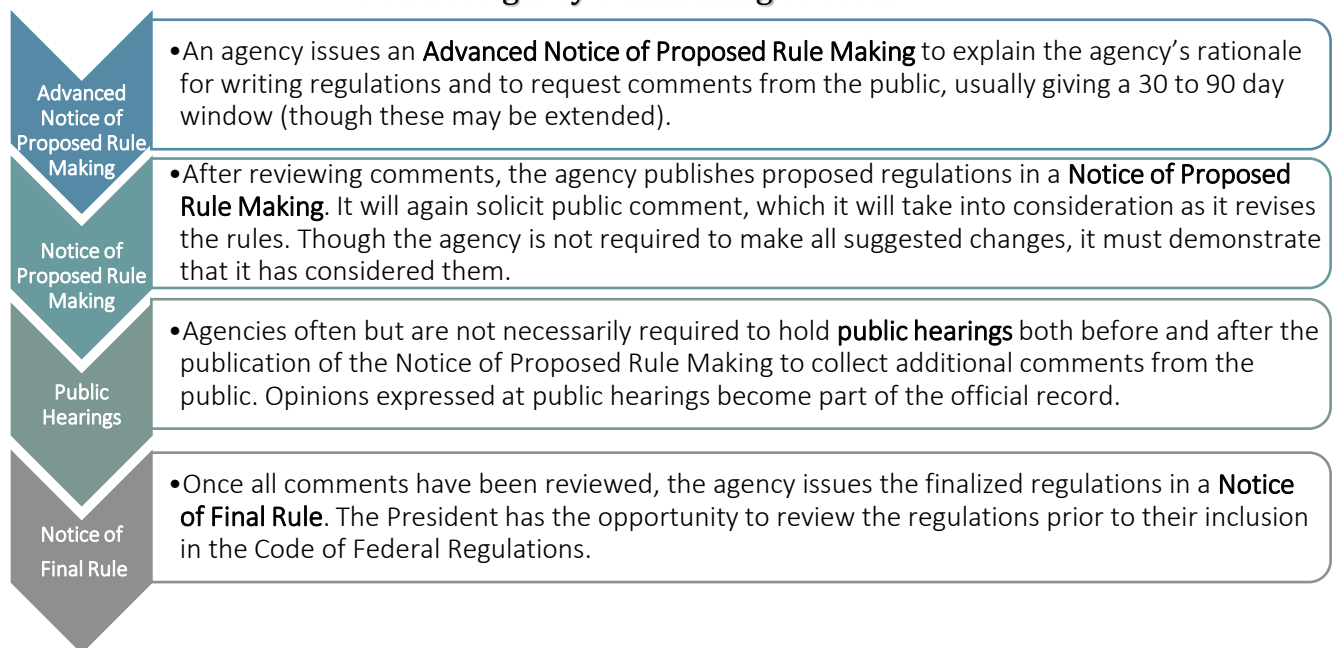 Advanced
Notice of
Proposed Rule
Making
•An agency issues an Advanced Notice of Proposed Rule Making to explain the agency’s rationale
for writing regulations and to request comments from the public, usually giving a 30 to 90 day
window (though these may be extended).
Notice of
Proposed Rule
Making
•After reviewing comments, the agency publishes proposed regulations in a Notice of Proposed
Rule Making. It will again solicit public comment, which it will take into consideration as it revises
the rules. Though the agency is not required to make all suggested changes, it must demonstrate
that it has considered them.
Public
Hearings
•Agencies often but are not necessarily required to hold public hearings both before and after the
publication of the Notice of Proposed Rule Making to collect additional comments from the
public. Opinions expressed at public hearings become part of the official record.
Notice of
Final Rule
•Once all comments have been reviewed, the agency issues the finalized regulations in a Notice
of Final Rule. The President has the opportunity to review the regulations prior to their inclusion
in the Code of Federal Regulations.